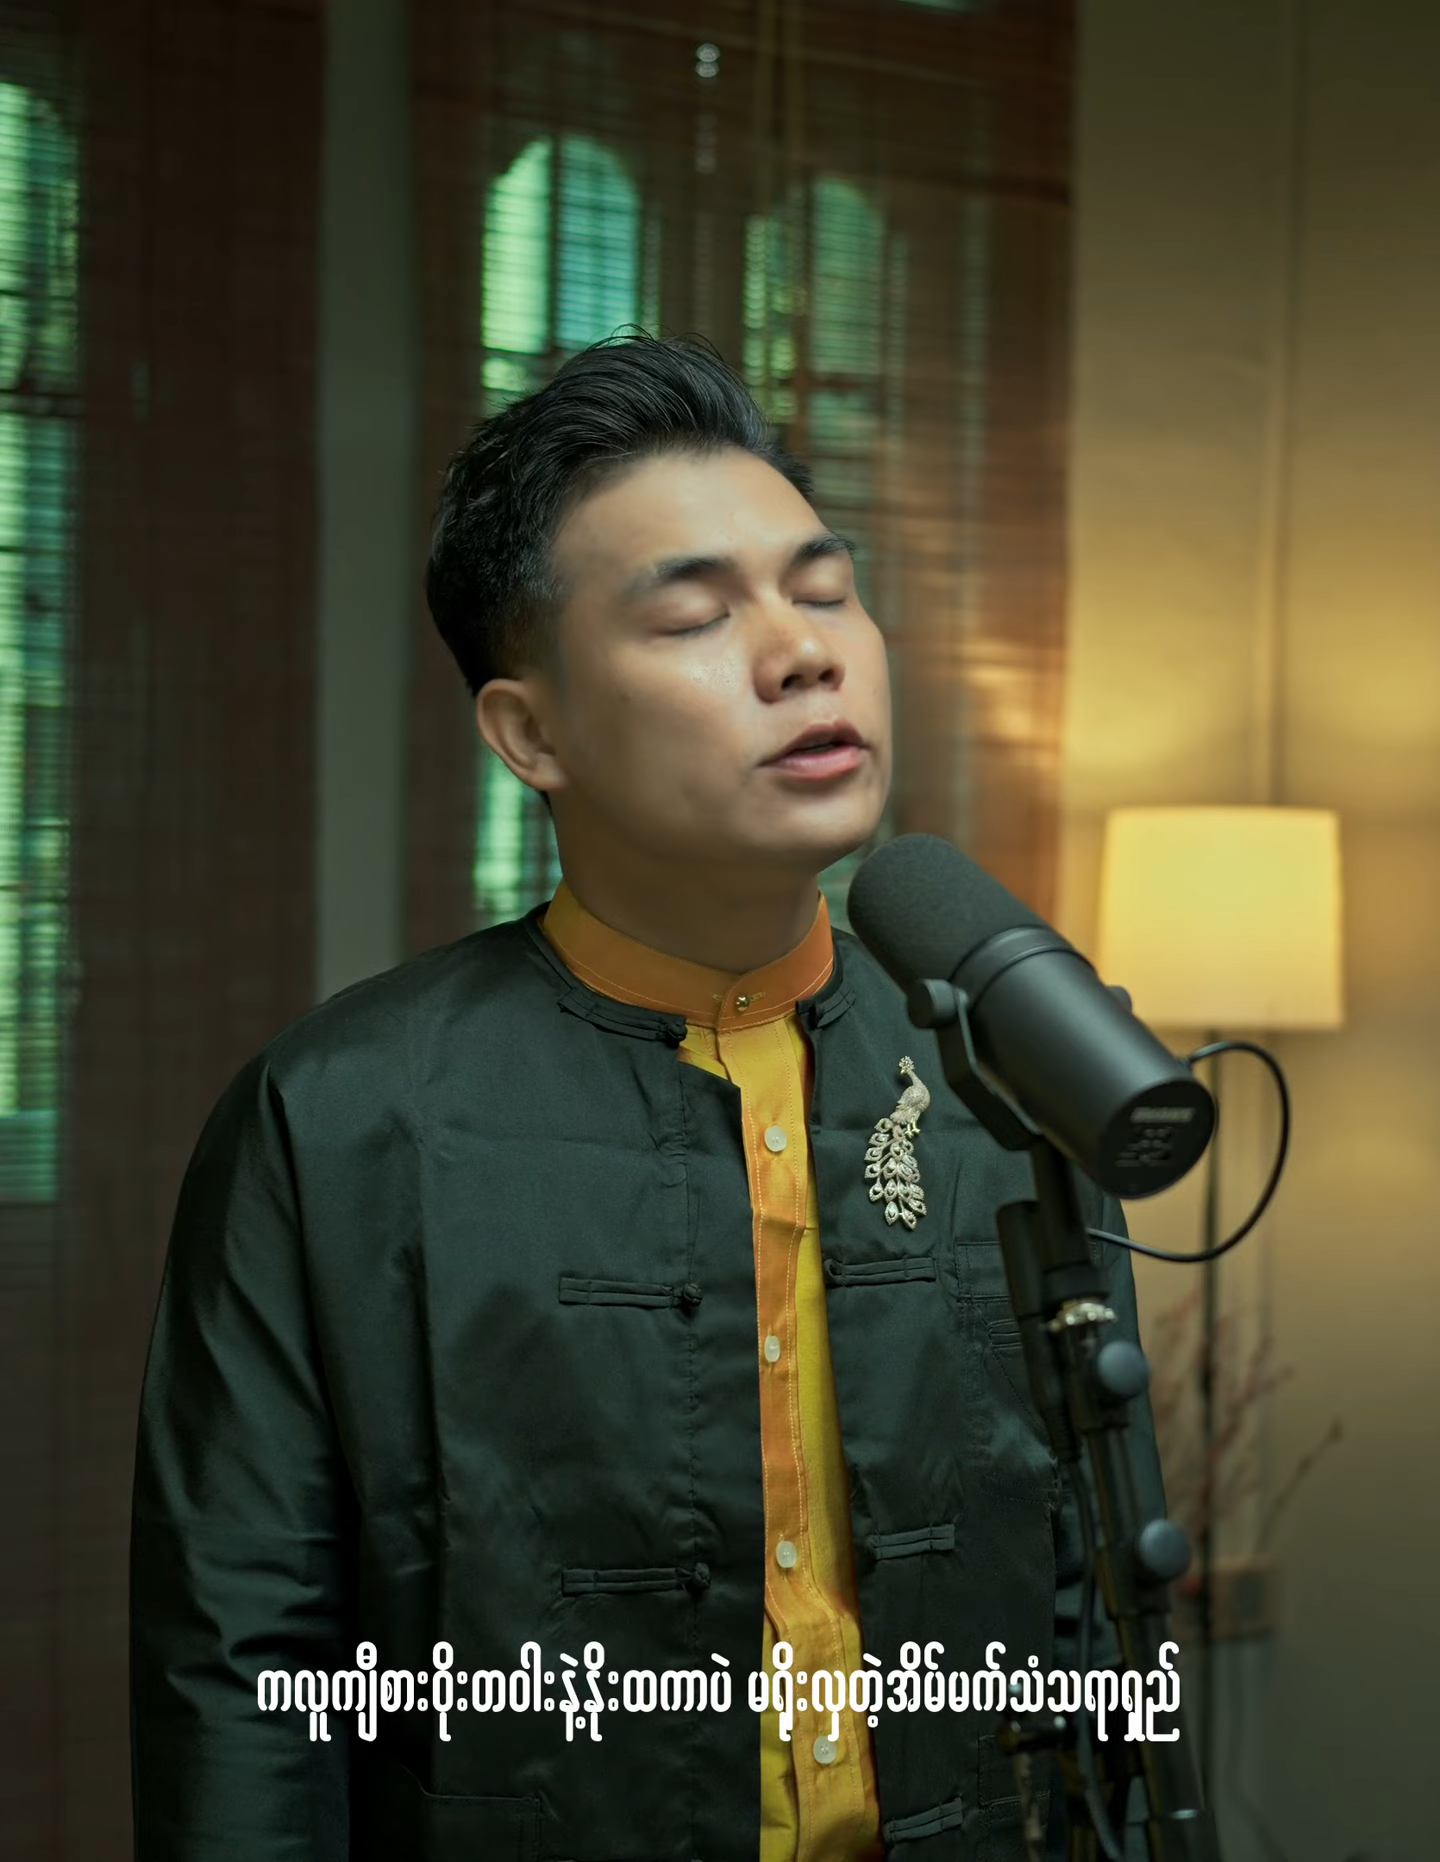 ကလူကျီစားဝိုးတဝါးနဲ့နိုးထကာပဲ မရိုးလှတဲ့အိမ်မက်သံသရာရှည်